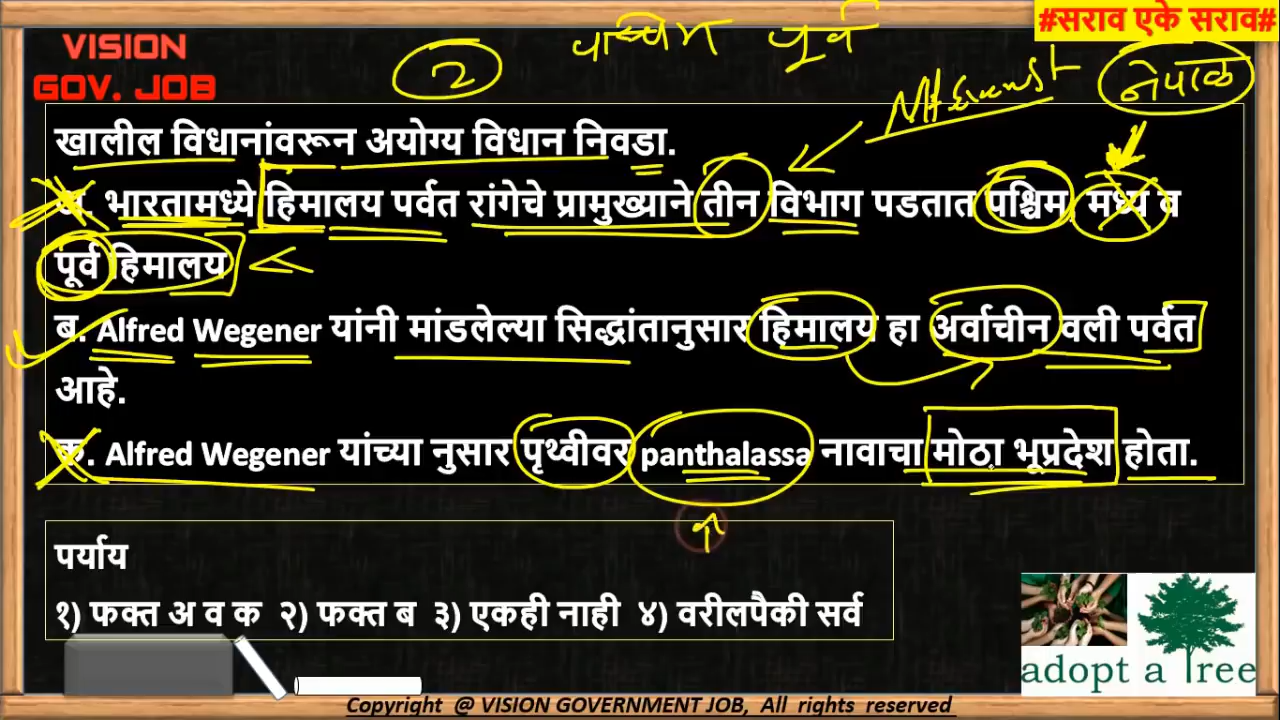 #सराव एके सराव#
VISION
GOV. JOB
२
पश्चिम पूर्व
Mt Everest
नेपाळ
खालील विधानांवरून अयोग्य विधान निवडा.
अ. भारतामध्ये हिमालय पर्वत रांगेचे प्रामुख्याने तीन विभाग पडतात पश्चिम मध्य व
पूर्व हिमालय
ब. Alfred Wegener यांनी मांडलेल्या सिद्धांतानुसार हिमालय हा अर्वाचीन वली पर्वत
आहे.
क. Alfred Wegener यांच्या नुसार पृथ्वीवर panthalassa नावाचा मोठा भूप्रदेश होता.
पर्याय
१) फक्त अ व क २) फक्त ब ३) एकही नाही ४) वरीलपैकी सर्व
adopt a Tree
Copyright @ VISION GOVERNMENT JOB, All rights reserved